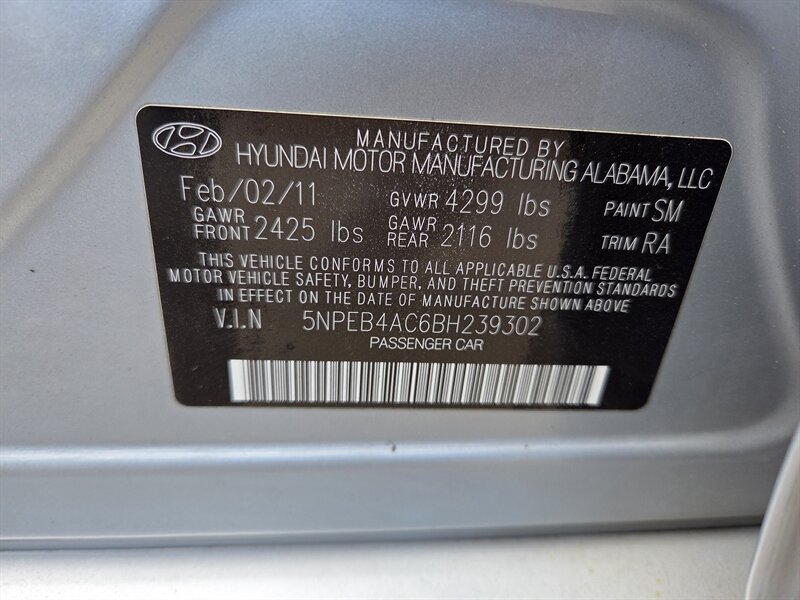 MANUFACTURED BY
HYUNDAI MOTOR MANUFACTURING ALABAMA, LLC
Feb/02/11 GVWR 4299 lbs PAINT SM
GAWR FRONT 2425 lbs GAWR REAR 2116 lbs TRIM RA
THIS VEHICLE CONFORMS TO ALL APPLICABLE U.S.A. FEDERAL
MOTOR VEHICLE SAFETY, BUMPER, AND THEFT PREVENTION STANDARDS
IN EFFECT ON THE DATE OF MANUFACTURE SHOWN ABOVE
V.I.N 5NPEB4AC6BH239302
PASSENGER CAR